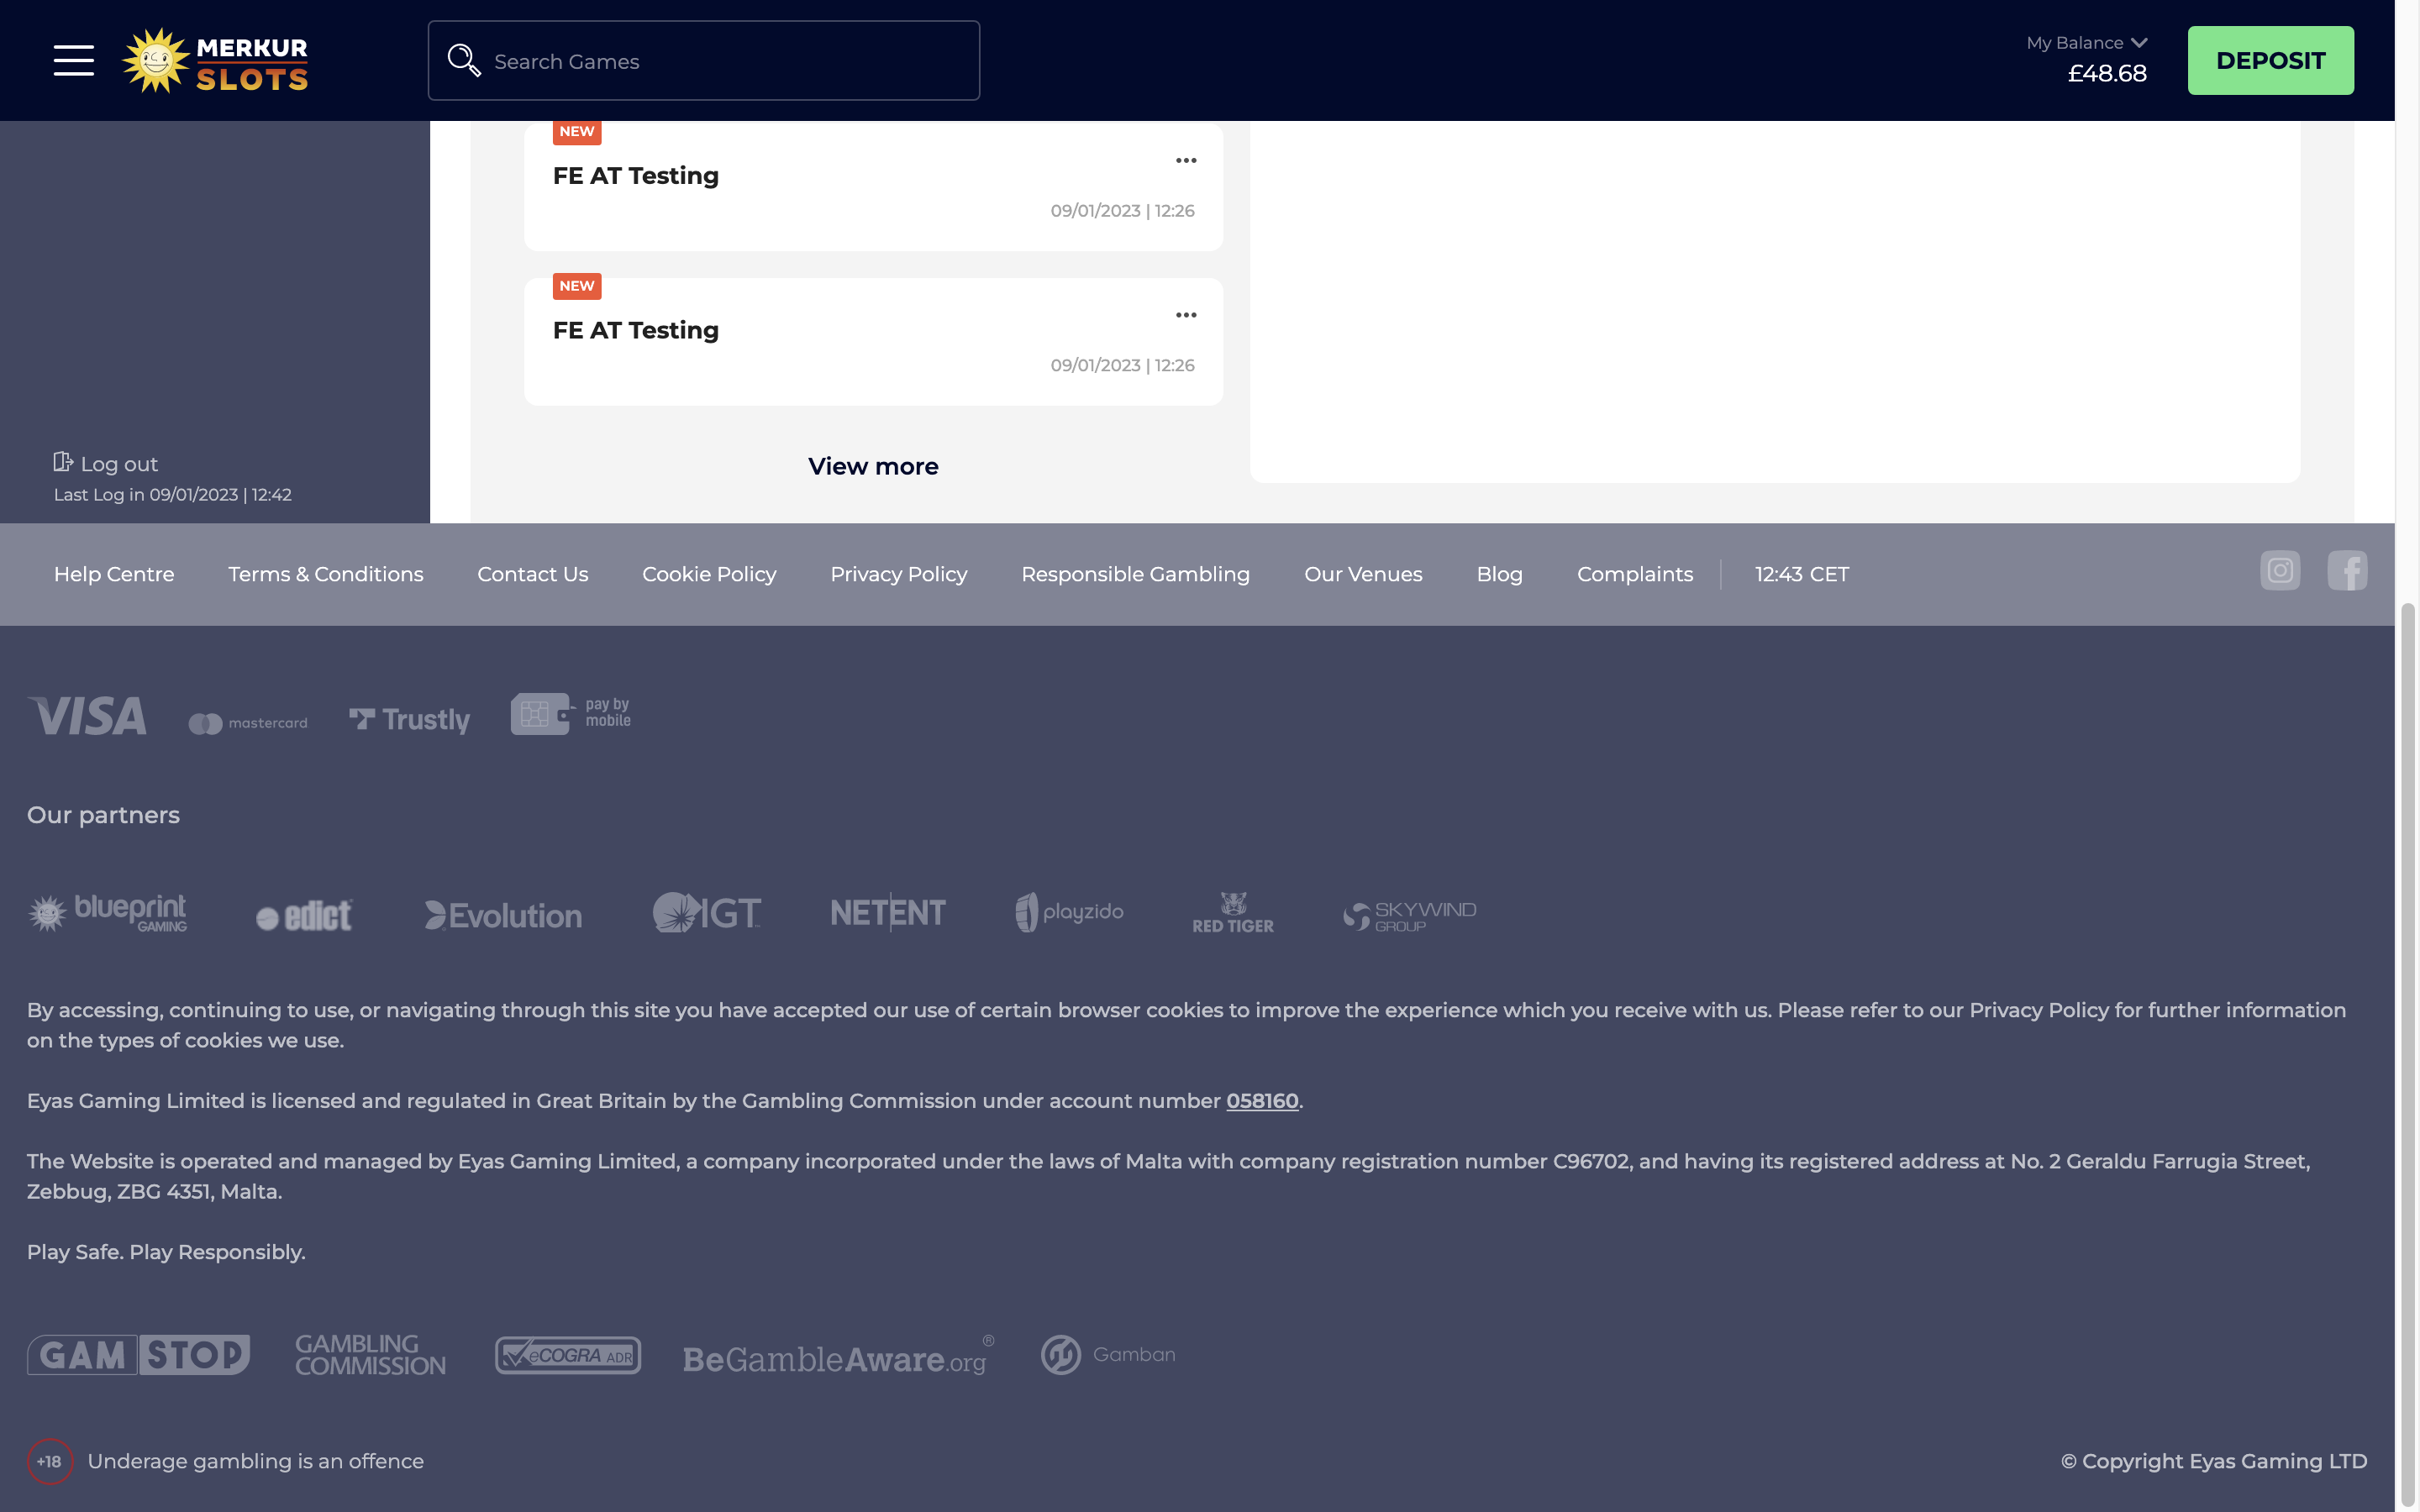 MERKUR
SLOTS
Search Games
My Balance
£48.68
DEPOSIT
NEW
FE AT Testing
09/01/2023 | 12:26
NEW
FE AT Testing
09/01/2023 | 12:26
View more
Log out
Last Log in 09/01/2023 | 12:42
Help Centre
Terms & Conditions
Contact Us
Cookie Policy
Privacy Policy
Responsible Gambling
Our Venues
Blog
Complaints
12:43 CET
VISA
mastercard
Trustly
pay by
mobile
Our partners
blueprint
GAMING
edict
Evolution
IGT
NETENT
playzido
RED TIGER
SKYWIND
GROUP
By accessing, continuing to use, or navigating through this site you have accepted our use of certain browser cookies to improve the experience which you receive with us. Please refer to our Privacy Policy for further information
on the types of cookies we use.
Eyas Gaming Limited is licensed and regulated in Great Britain by the Gambling Commission under account number 058160.
The Website is operated and managed by Eyas Gaming Limited, a company incorporated under the laws of Malta with company registration number C96702, and having its registered address at No. 2 Geraldu Farrugia Street,
Zebbug, ZBG 4351, Malta.
Play Safe. Play Responsibly.
GAMSTOP
GAMBLING
COMMISSION
eCOGRA ADR
BeGambleAware.org®
Gamban
+18
Underage gambling is an offence
© Copyright Eyas Gaming LTD